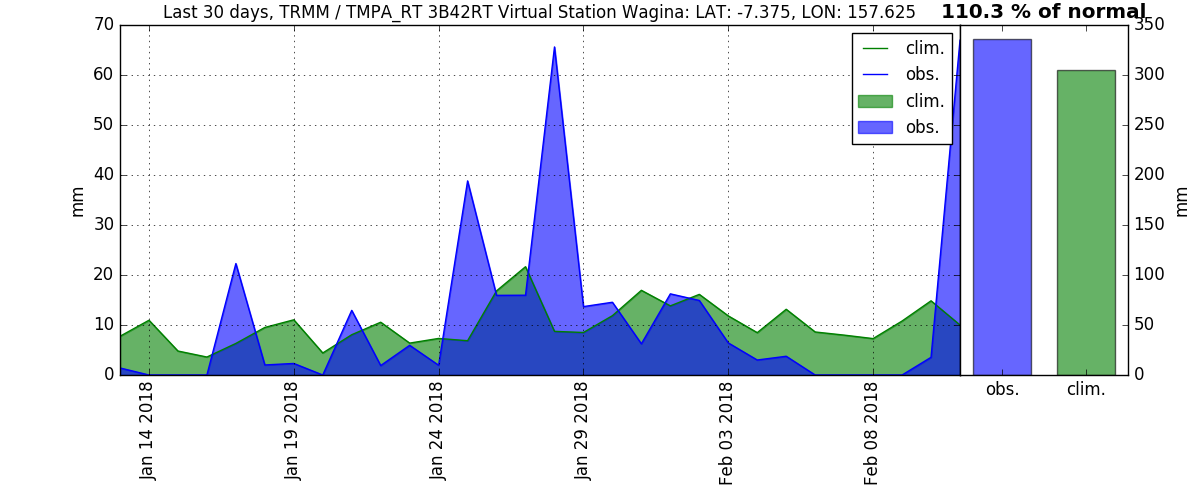 Last 30 days, TRMM / TMPA_RT 3B42RT Virtual Station Wagina: LAT: -7.375, LON: 157.625
110.3 % of normal
70
60
50
40
30
20
10
0
mm
clim.
obs.
clim.
obs.
350
300
250
200
150
100
50
0
mm
Jan 14 2018
Jan 19 2018
Jan 24 2018
Jan 29 2018
Feb 03 2018
Feb 08 2018
obs.
clim.